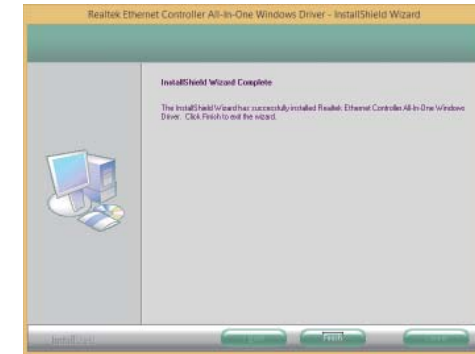 Realtek Ethernet Controller All-In-One Windows Driver - InstallShield Wizard
InstallShield Wizard Complete
The InstallShield Wizard has successfully installed Realtek Ethernet Controller All-In-One Windows
Driver. Click Finish to exit the wizard.
InstallShield
Finish